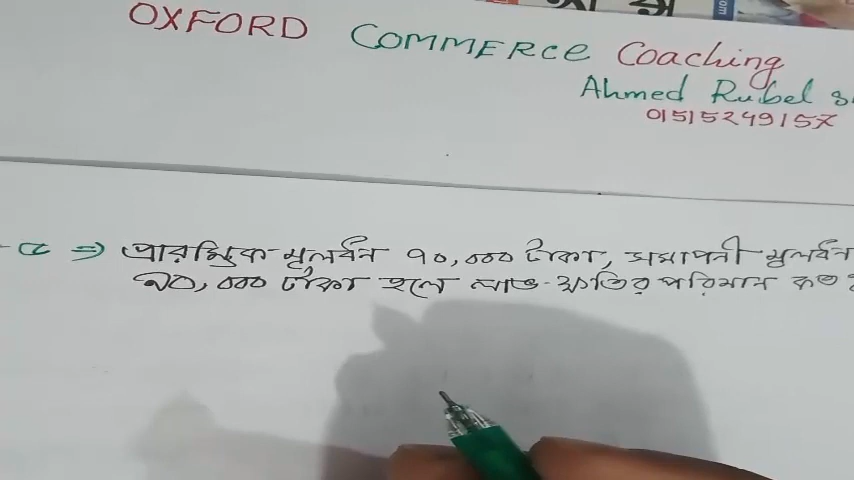 OXFORD COMMERCE Coaching
Ahmed Rubel
01515249157
৫ ⇒ প্রারম্ভিক মূলধন ৭০,০০০ টাকা, সমাপনী মূলধন
৯০,০০০ টাকা হলে লাভ-ক্ষতির পরিমান কত